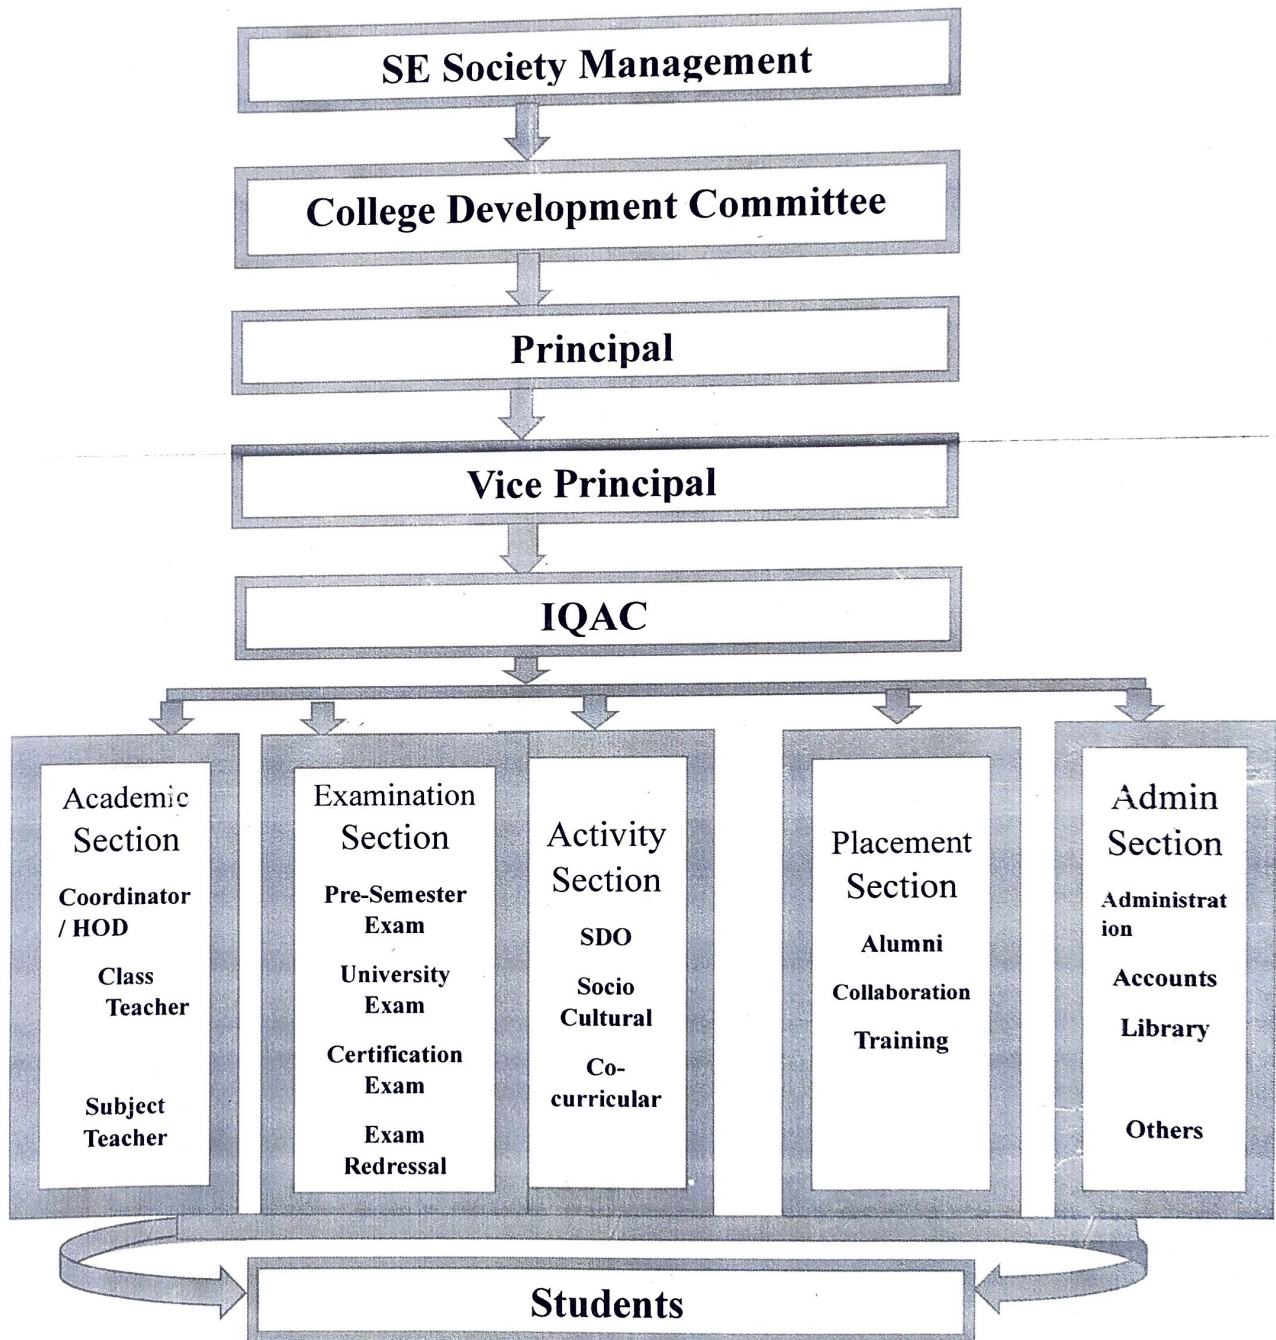 SE Society Management
College Development Committee
Principal
Vice Principal
IQAC
Academic
Section
Coordinator
/ HOD
Class
Teacher
Subject
Teacher
Examination
Section
Pre-Semester
Exam
University
Exam
Certification
Exam
Exam
Redressal
Activity
Section
SDO
Socio
Cultural
Co-
curricular
Placement
Section
Alumni
Collaboration
Training
Admin
Section
Administrat
ion
Accounts
Library
Others
Students